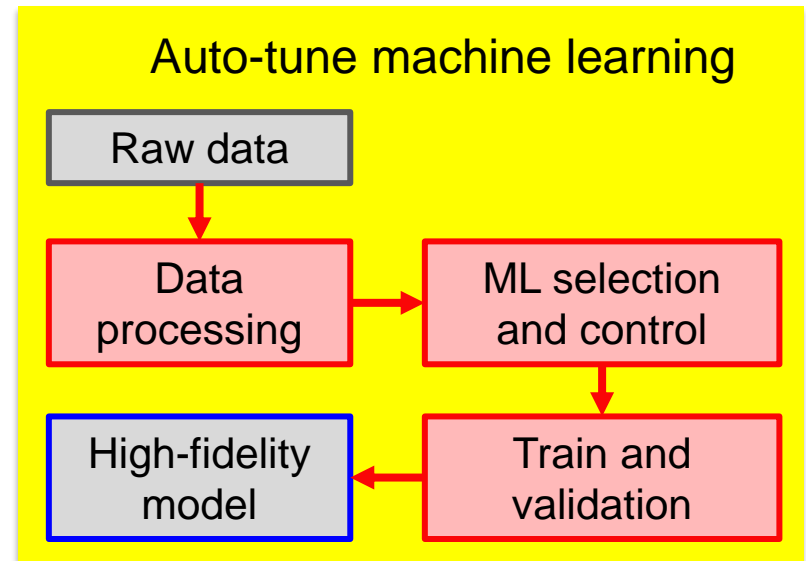 Auto-tune machine learning
Raw data
Data
processing
ML selection
and control
High-fidelity
model
Train and
validation